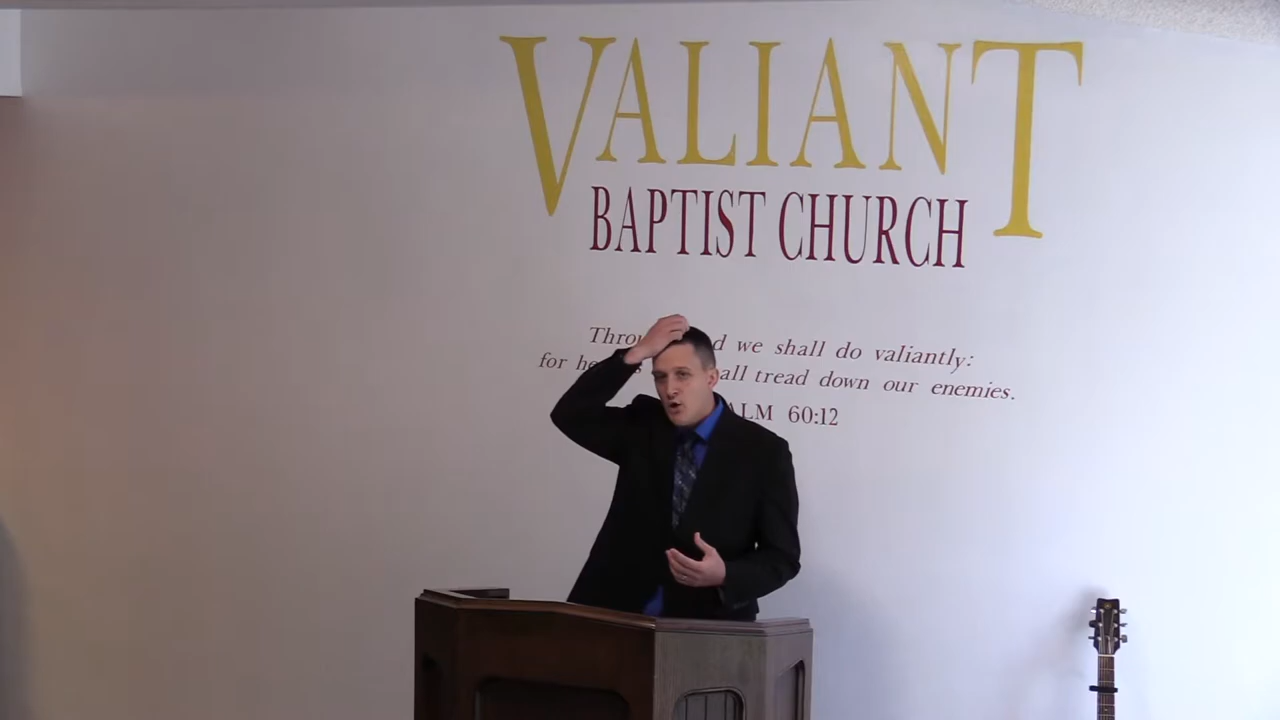 VALIANT
BAPTIST CHURCH
we shall do valiantly:
for tread down our enemies.
60:12